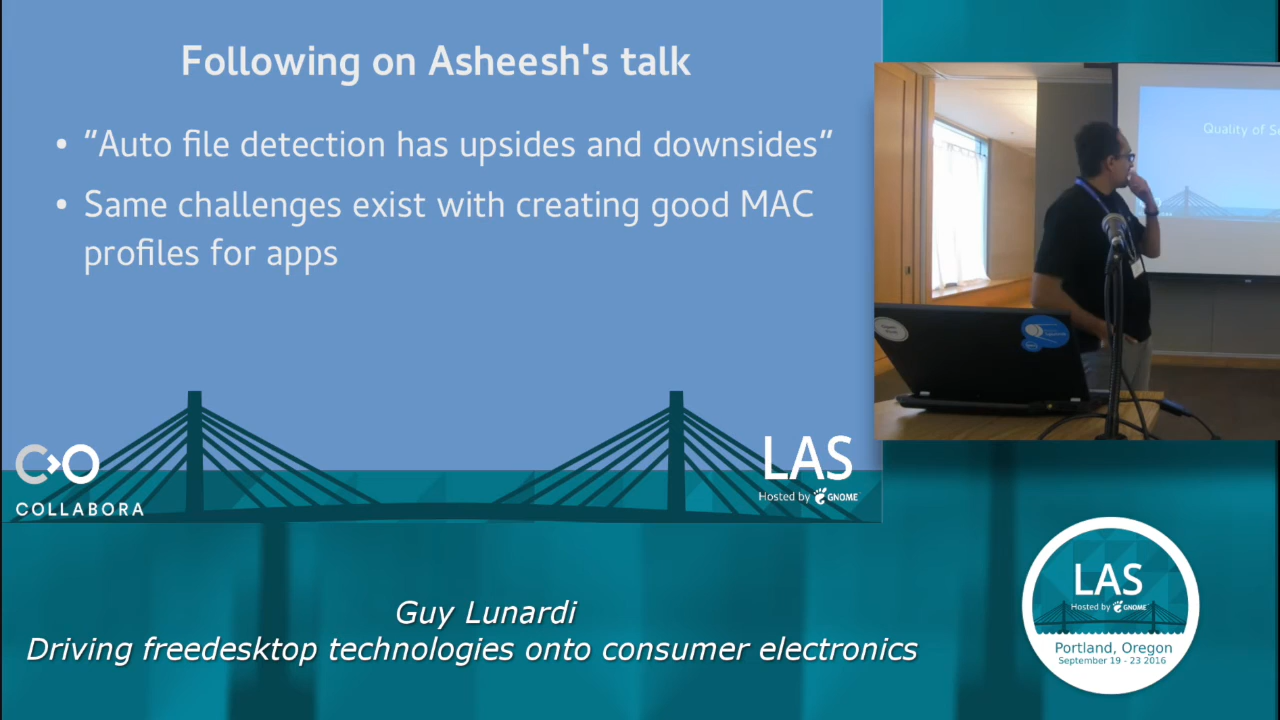 Following on Asheesh's talk
• "Auto file detection has upsides and downsides"
• Same challenges exist with creating good MAC
profiles for apps
COLLABORA
LAS
Hosted by GNOME
Quality of
Guy Lunardi
Driving freedesktop technologies onto consumer electronics
LAS
Hosted by GNOME
Portland, Oregon
September 19 - 23 2016